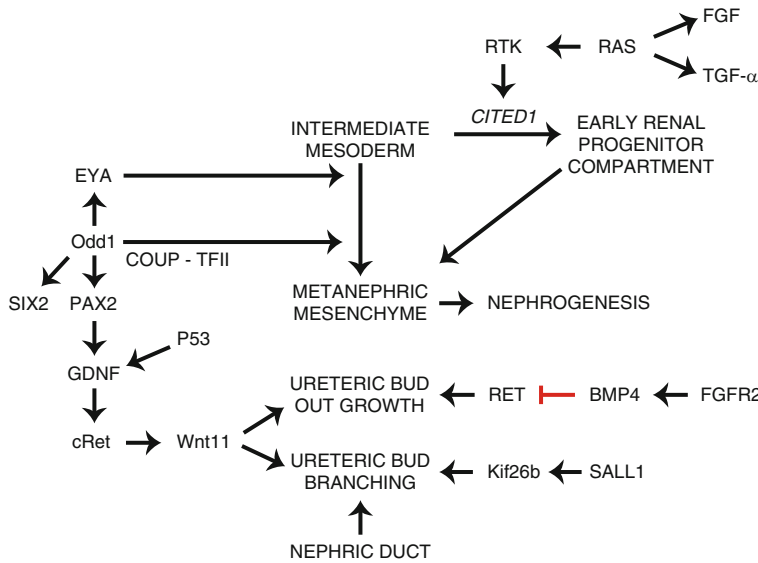 FGF
RTK
RAS
TGF-α
CITED1
INTERMEDIATE
MESODERM
EARLY RENAL
PROGENITOR
COMPARTMENT
EYA
Odd1
COUP - TFII
SIX2
PAX2
METANEPHRIC
MESENCHYME
NEPHROGENESIS
P53
GDNF
URETERIC BUD
OUT GROWTH
RET
BMP4
FGFR2
cRet
Wnt11
URETERIC BUD
BRANCHING
Kif26b
SALL1
NEPHRIC DUCT